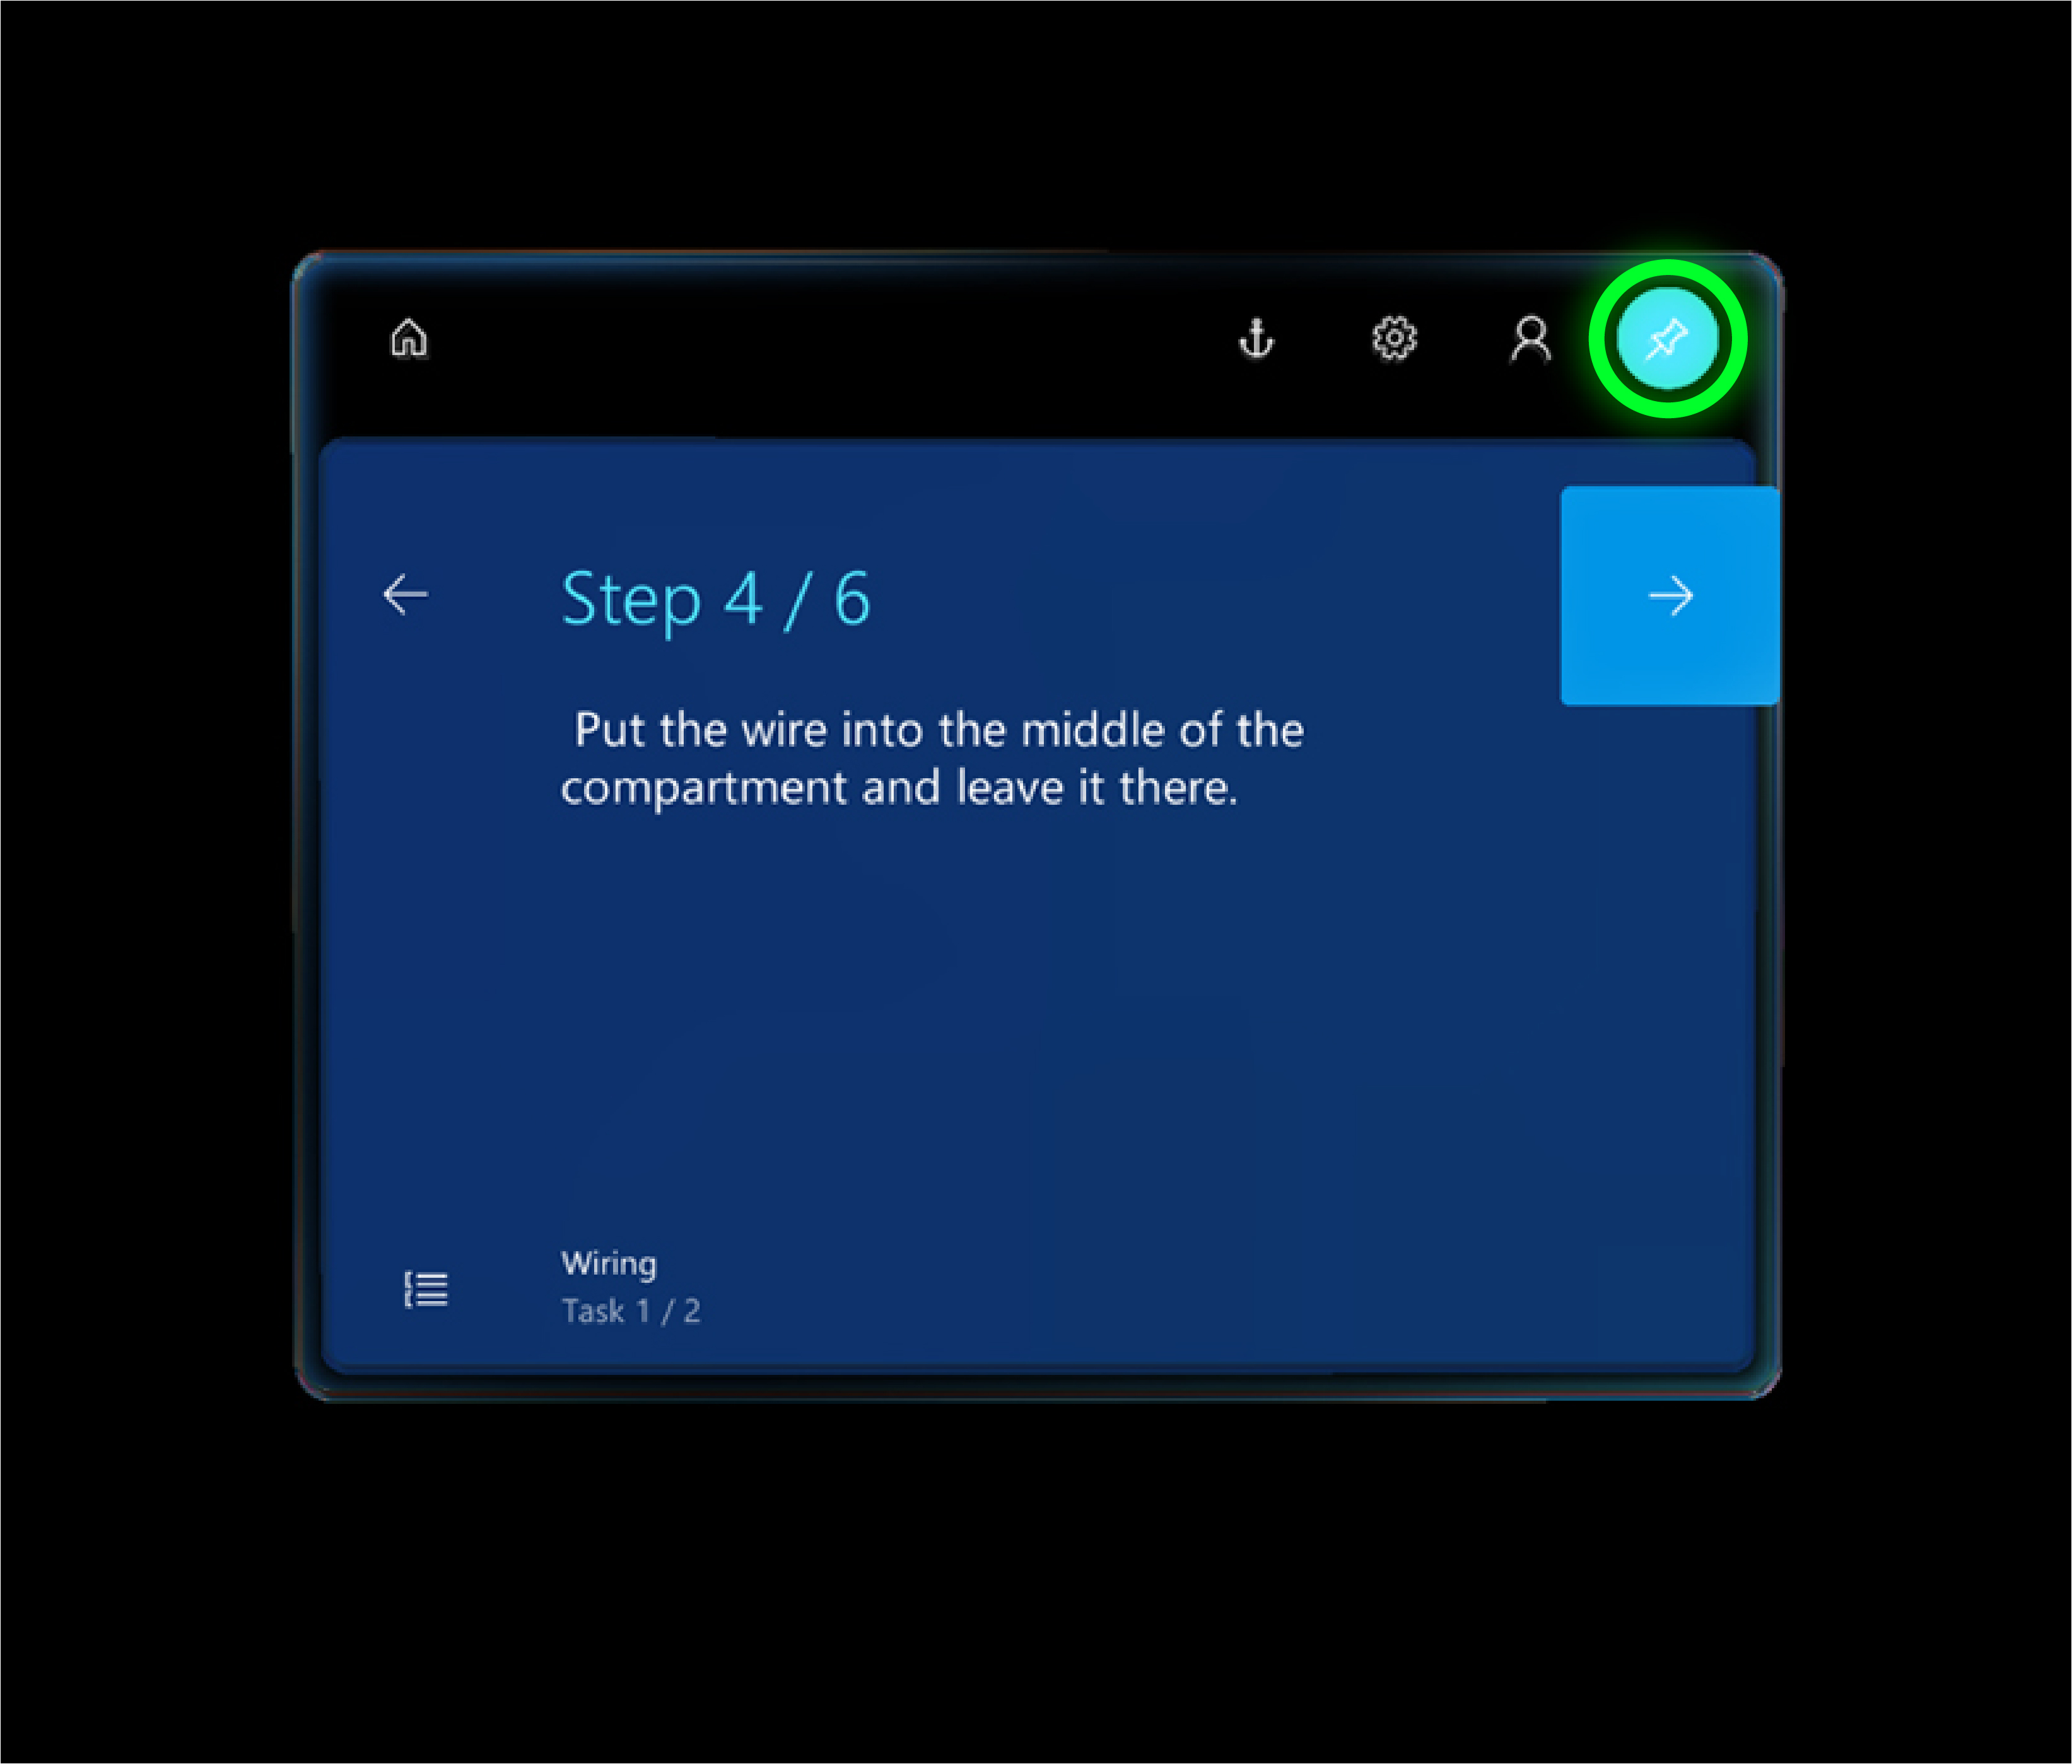 Step 4 / 6
Put the wire into the middle of the
compartment and leave it there.
Wiring
Task 1 / 2